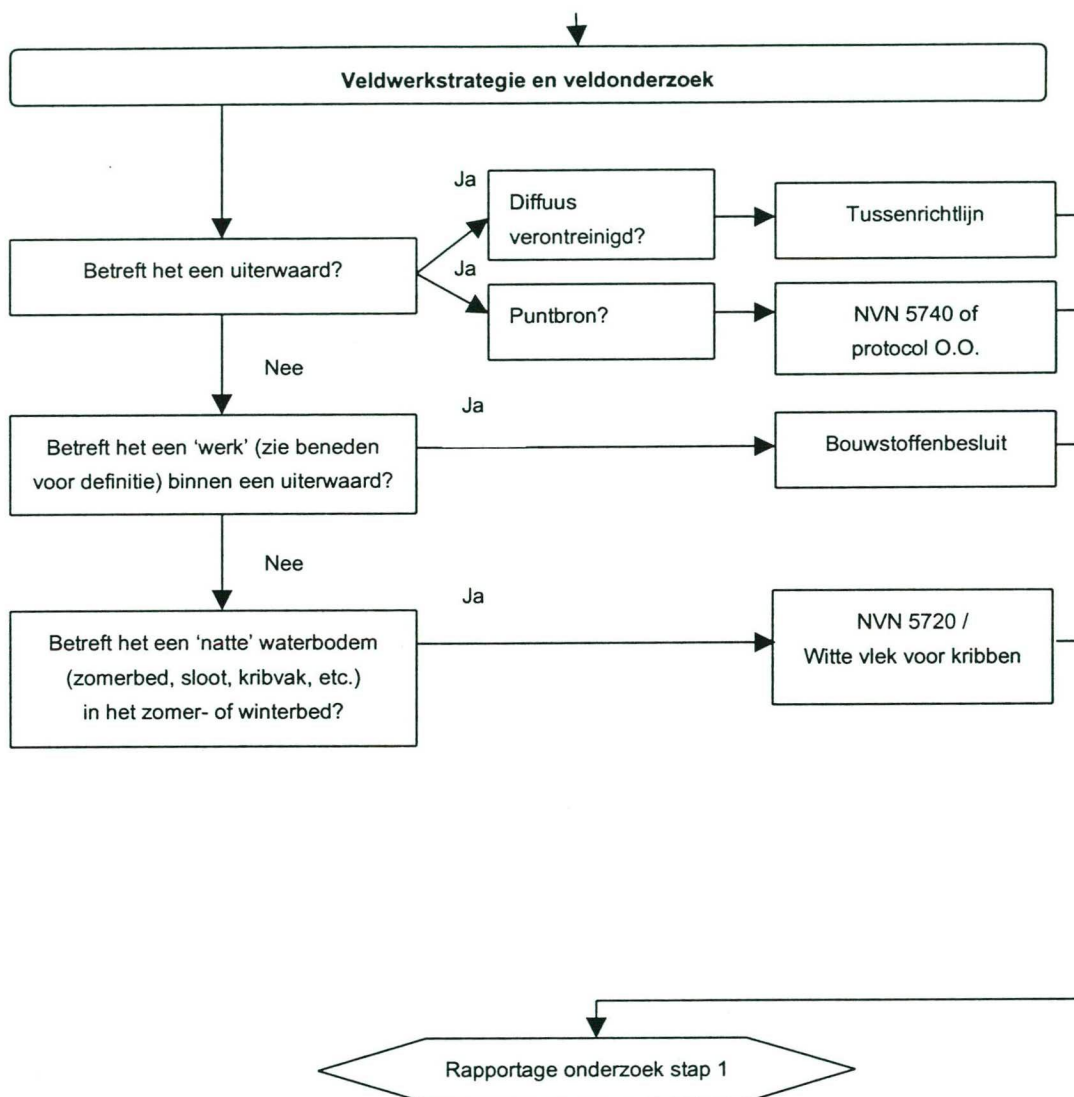 Veldwerkstrategie en veldonderzoek
Ja
Diffuus
verontreinigd?
Tussenrichtlijn
Betreft het een uiterwaard?
Ja
Puntbron?
NVN 5740 of
protocol O.O.
Nee
Ja
Betreft het een ‘werk’ (zie beneden
voor definitie) binnen een uiterwaard?
Bouwstoffenbesluit
Nee
Ja
Betreft het een ‘natte’ waterbodem
(zomerbed, sloot, kribvak, etc.)
in het zomer- of winterbed?
NVN 5720 /
Witte vlek voor kribben
Rapportage onderzoek stap 1